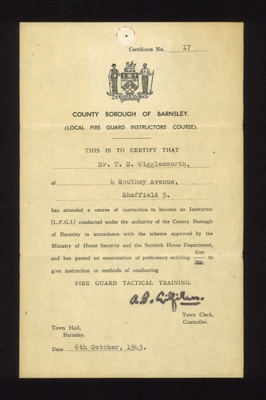 Certificate No. 17
COUNTY BOROUGH OF BARNSLEY.
(LOCAL FIRE GUARD INSTRUCTORS' COURSE).
THIS IS TO CERTIFY THAT
Mr. T. E. Wigglesworth,
of 4 Southey Avenue,
Sheffield 5.
has attended a course of instruction to become an Instructor
(L.F.G.I.) conducted under the authority of the County Borough
of Barnsley in accordance with the scheme approved by the
Ministry of Home Security and the Scottish Home Department,
him
and has passed an examination of proficiency entitling to
give instruction in methods of conducting
FIRE GUARD TACTICAL TRAINING.
Town Clerk,
Controller.
Town Hall,
Barnsley.
Date 6th October, 1943.